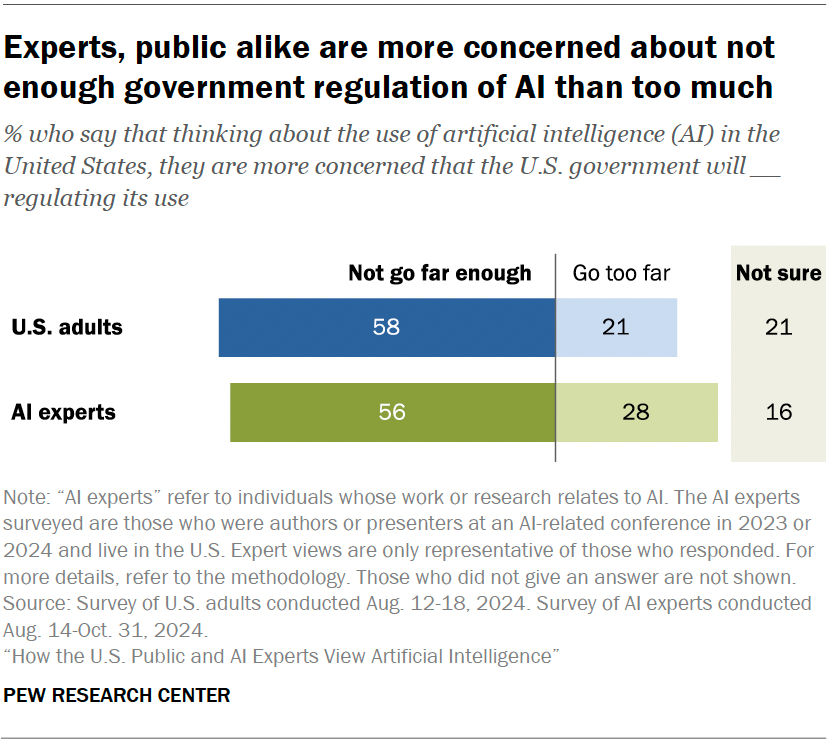 Experts, public alike are more concerned about not
enough government regulation of AI than too much
% who say that thinking about the use of artificial intelligence (AI) in the
United States, they are more concerned that the U.S. government will __
regulating its use
Not go far enough Go too far Not sure
U.S. adults 58 21 21
AI experts 56 28 16
Note: “AI experts” refer to individuals whose work or research relates to AI. The AI experts
surveyed are those who were authors or presenters at an AI-related conference in 2023 or
2024 and live in the U.S. Expert views are only representative of those who responded. For
more details, refer to the methodology. Those who did not give an answer are not shown.
Source: Survey of U.S. adults conducted Aug. 12-18, 2024. Survey of AI experts conducted
Aug. 14-Oct. 31, 2024.
“How the U.S. Public and AI Experts View Artificial Intelligence”
PEW RESEARCH CENTER